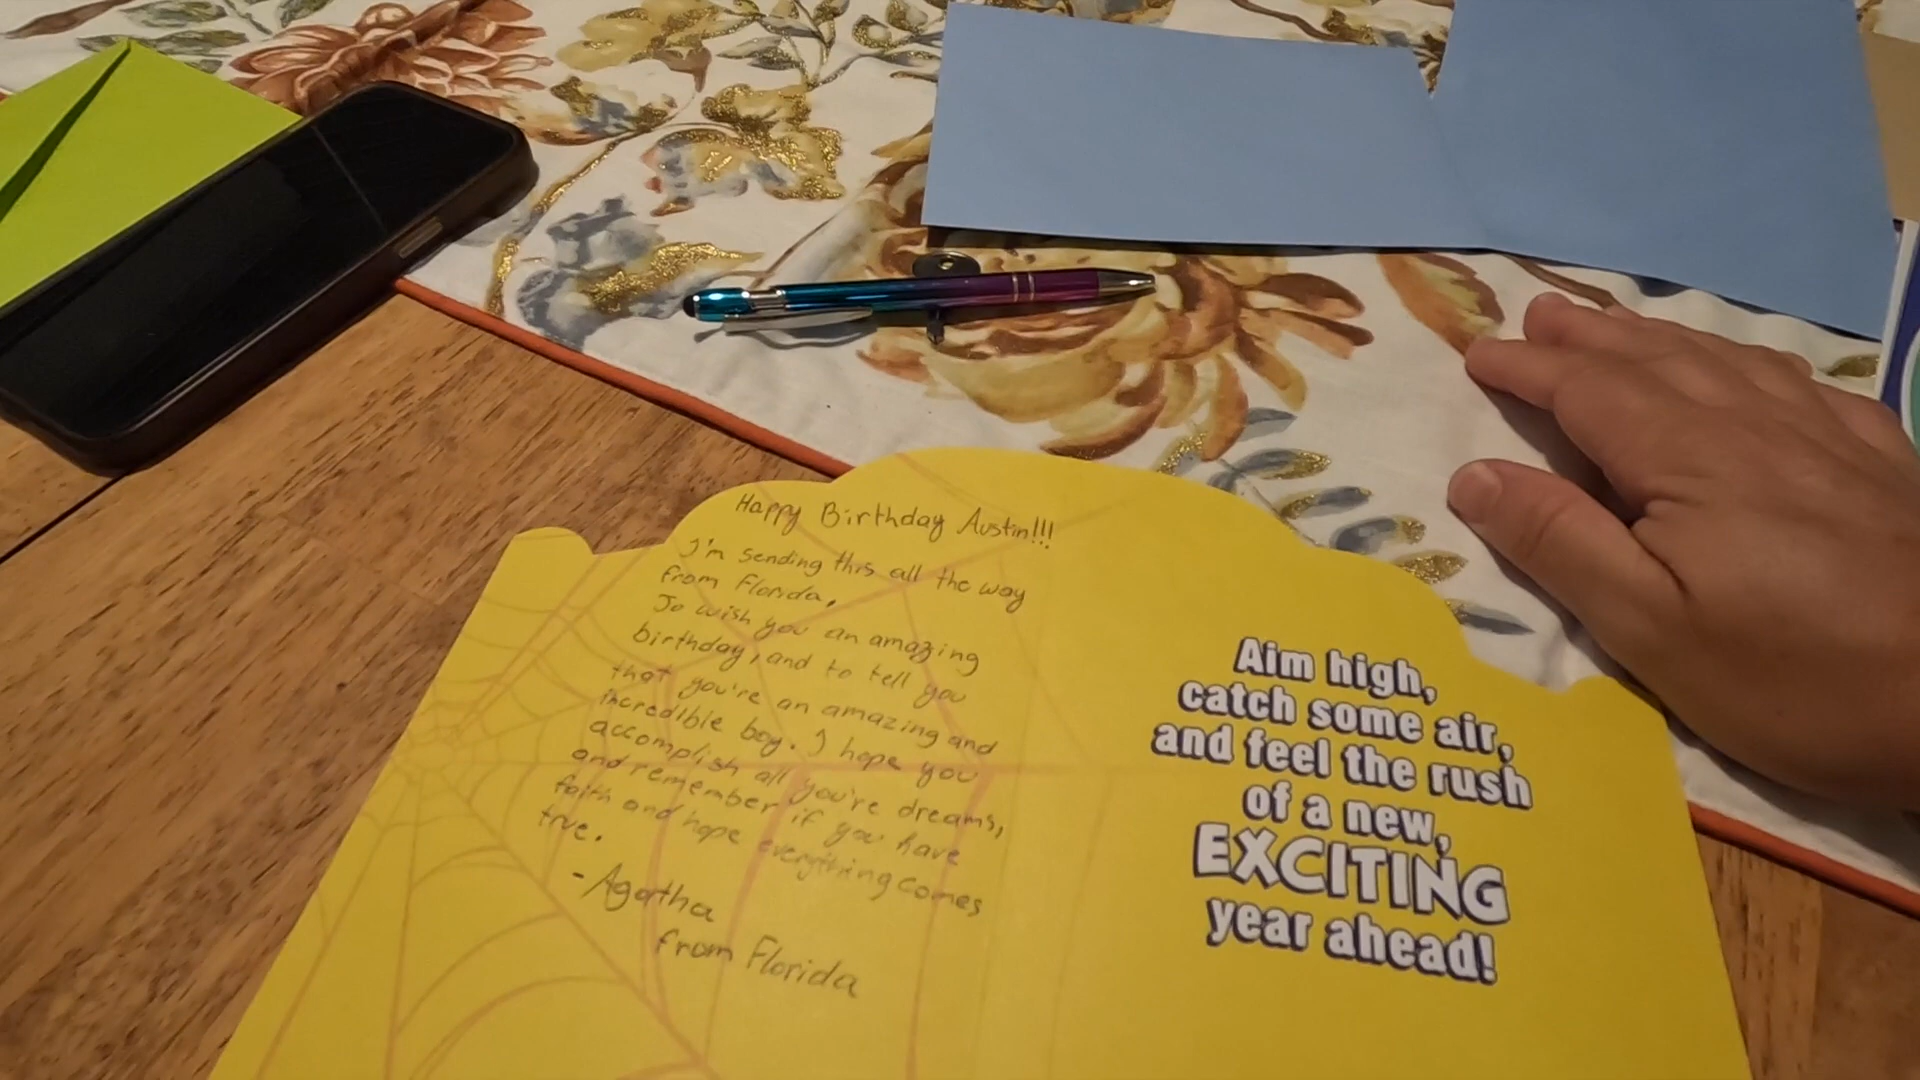 Happy Birthday Austin!!!
I'm sending this all the way
from Florida,
To wish you an amazing
birthday, and to tell you
that you're an amazing and
incredible boy. I hope you
accomplish all you're dreams,
and remember if you have
faith and hope everything comes
true.
-Agatha
from Florida
Aim high,
catch some air,
and feel the rush
of a new,
EXCITING
year ahead!